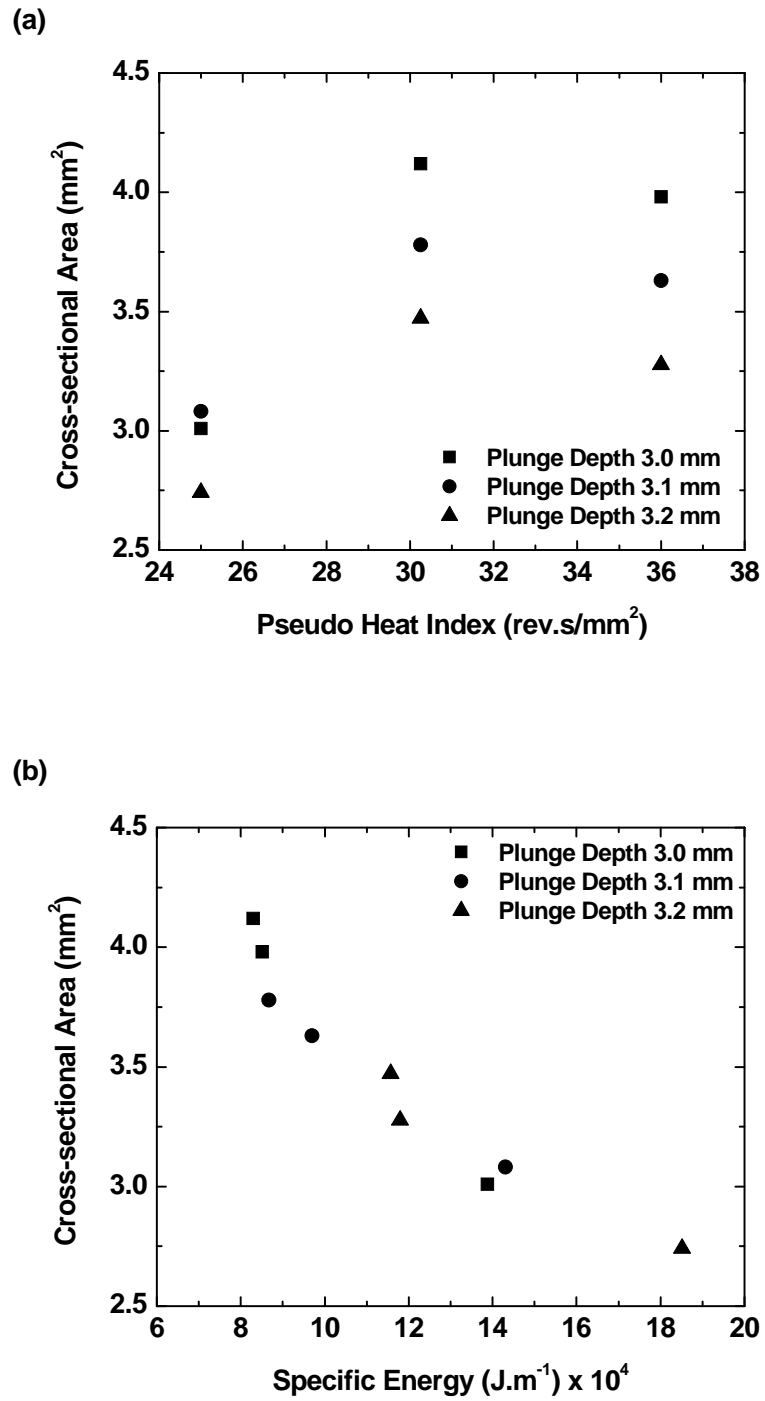 (a)
4.5
4.0
3.5
3.0
2.5
Cross-sectional Area (mm²)
Plunge Depth 3.0 mm
Plunge Depth 3.1 mm
Plunge Depth 3.2 mm
24 26 28 30 32 34 36 38
Pseudo Heat Index (rev.s/mm²)
(b)
4.5
4.0
3.5
3.0
2.5
Cross-sectional Area (mm²)
Plunge Depth 3.0 mm
Plunge Depth 3.1 mm
Plunge Depth 3.2 mm
6 8 10 12 14 16 18 20
Specific Energy (J.m⁻¹) x 10⁴